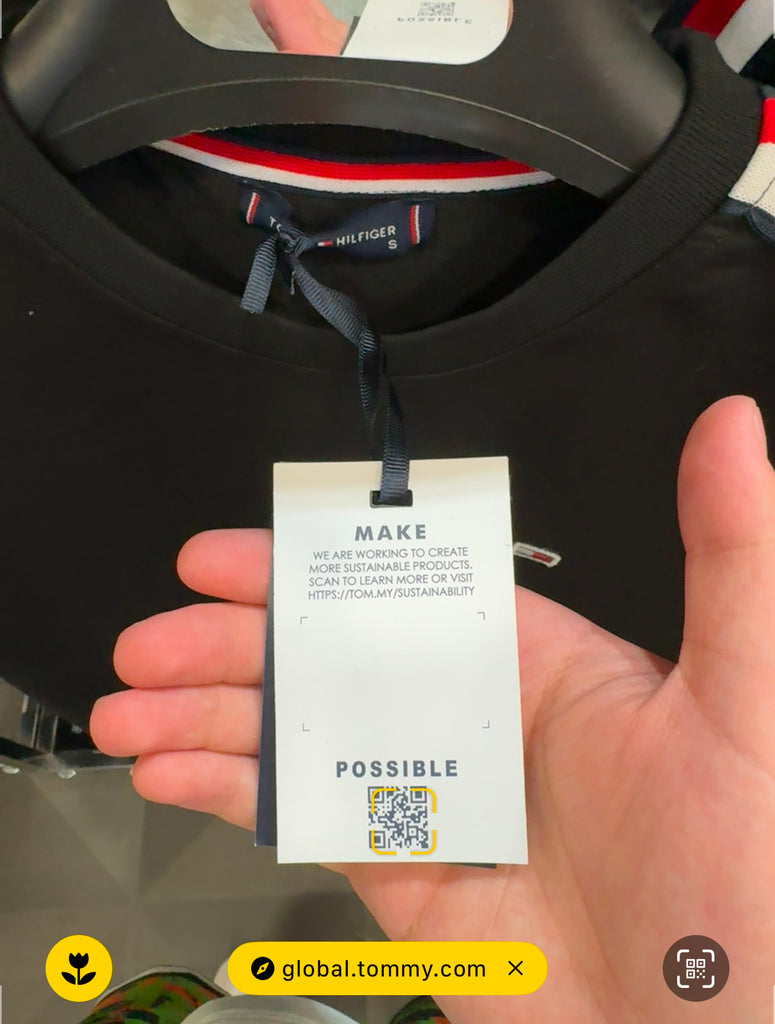 POSSIBLE
HILFIGER
S
MAKE
WE ARE WORKING TO CREATE
MORE SUSTAINABLE PRODUCTS.
SCAN TO LEARN MORE OR VISIT
HTTPS://TOM.MY/SUSTAINABILITY
POSSIBLE
global.tommy.com